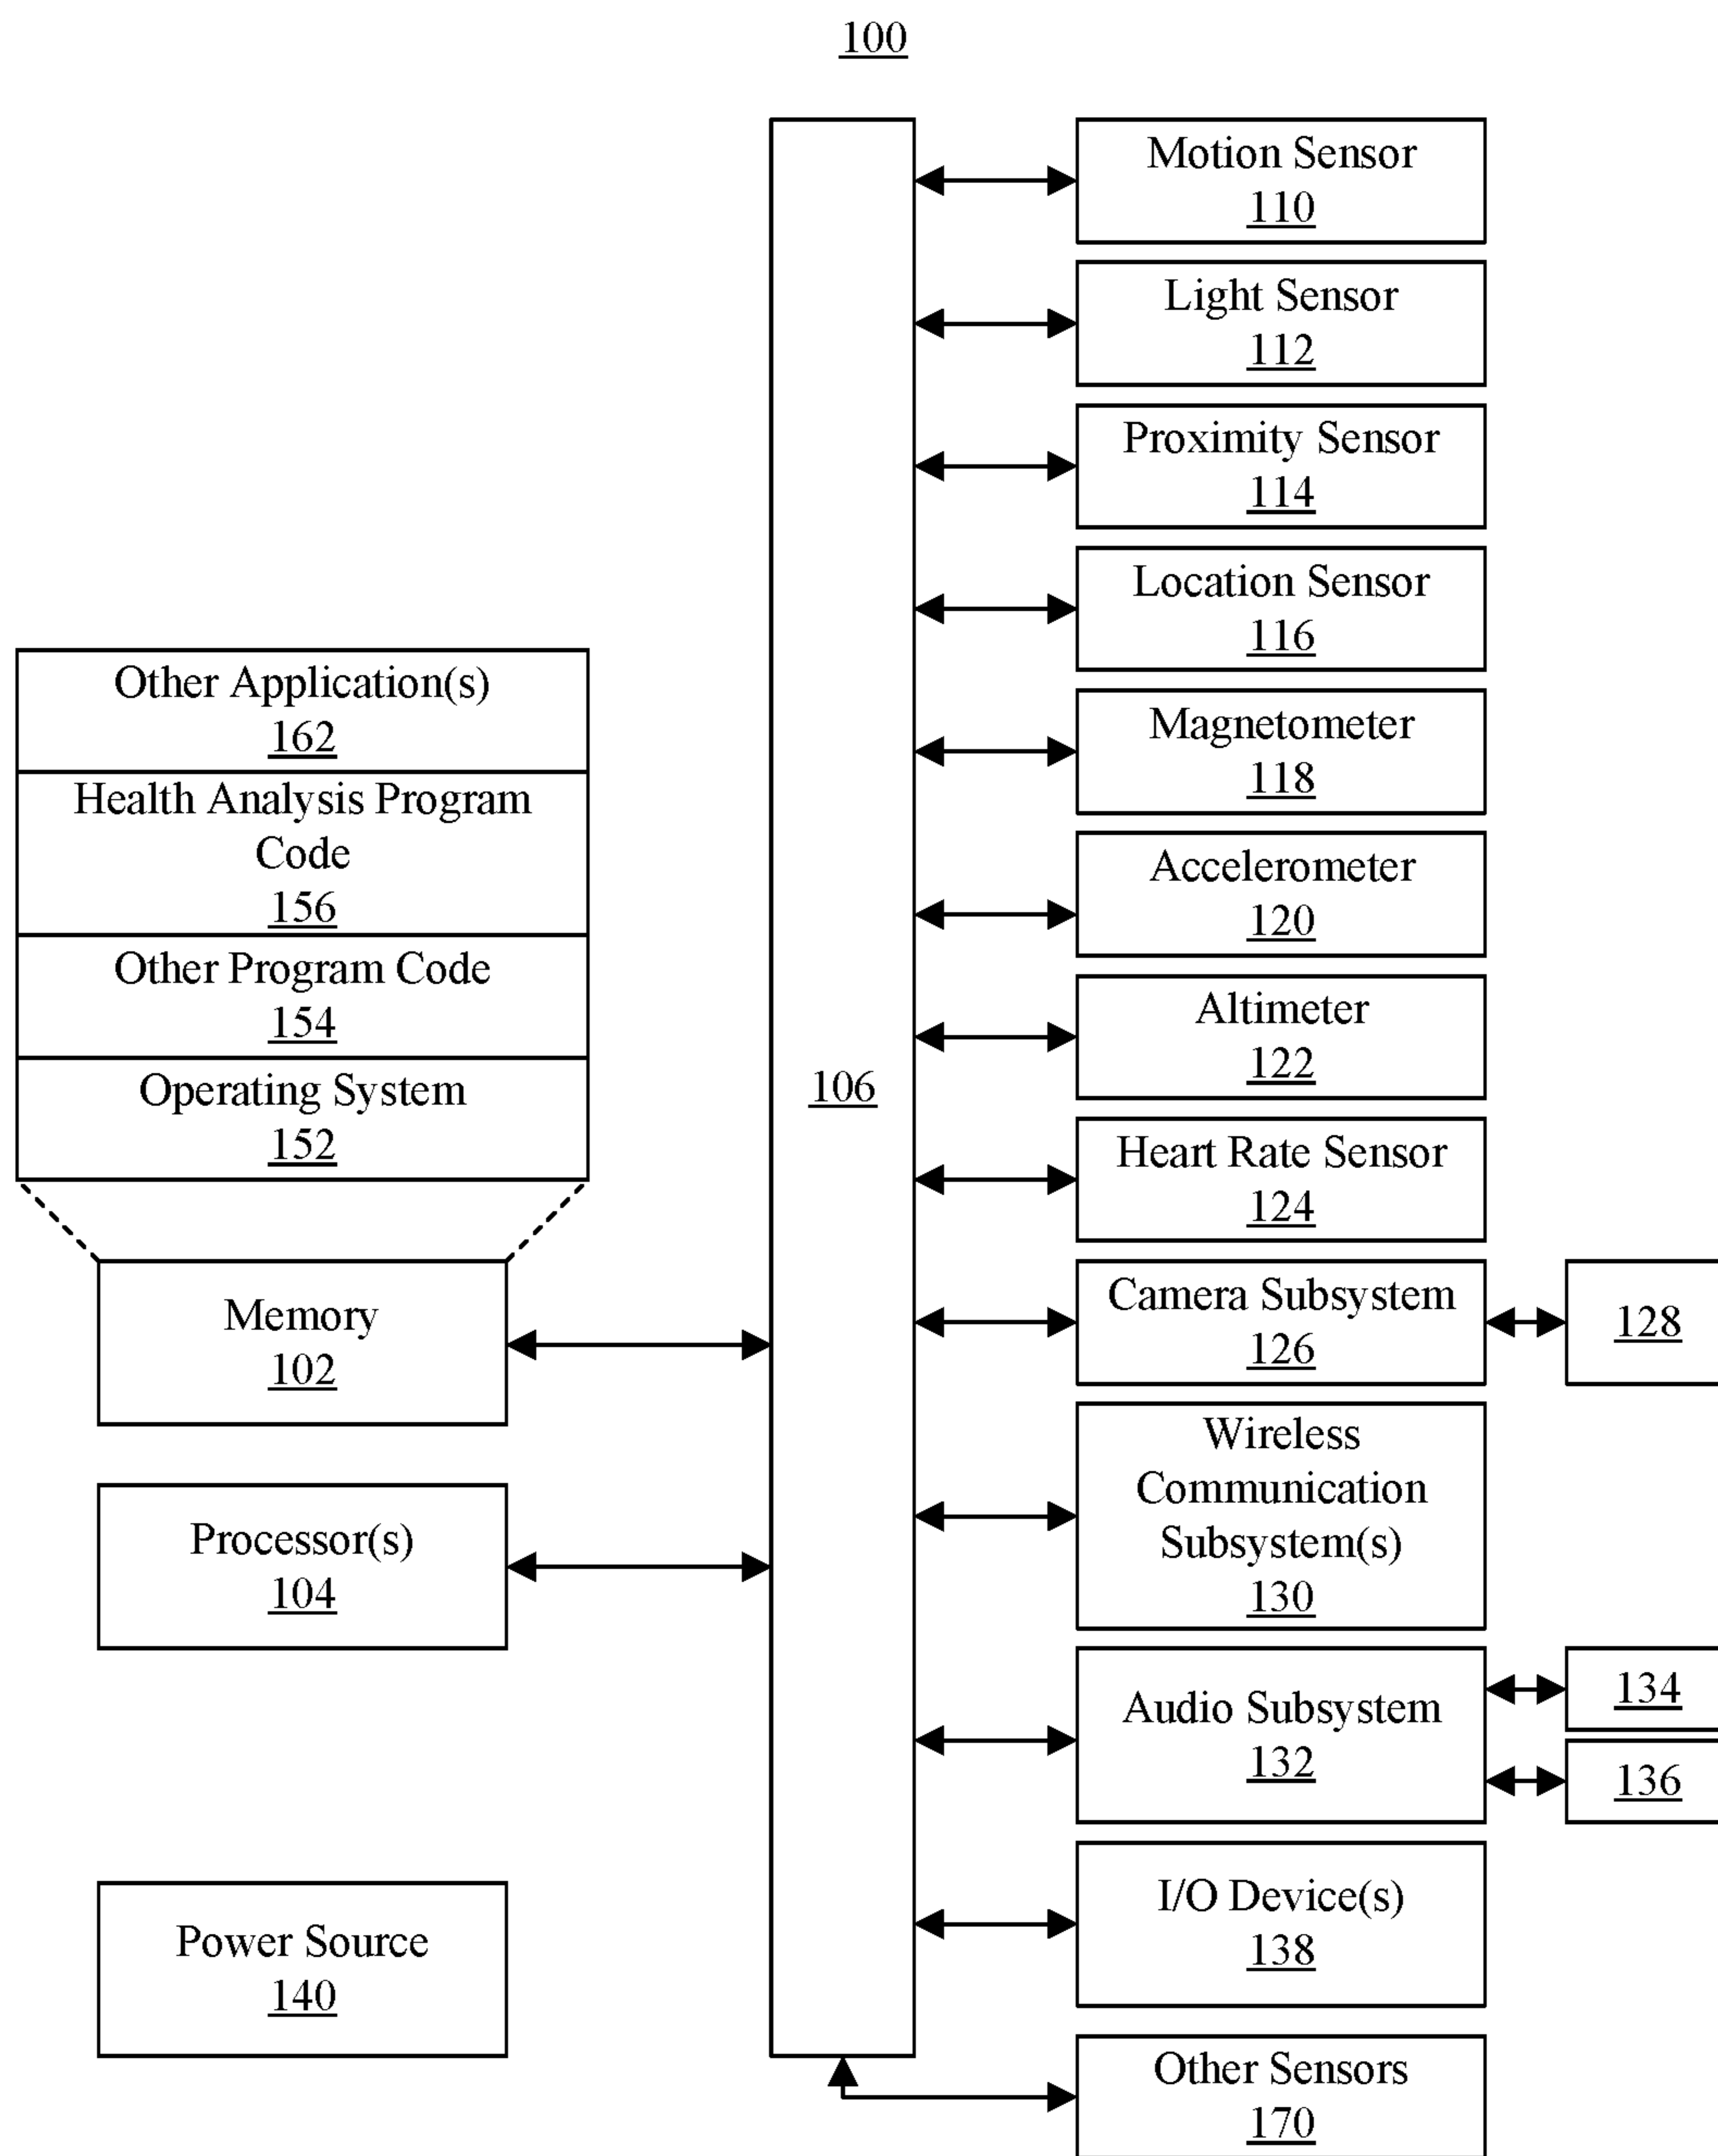 100
Motion Sensor
110
Light Sensor
112
Proximity Sensor
114
Location Sensor
116
Magnetometer
118
Accelerometer
120
Altimeter
122
Heart Rate Sensor
124
Camera Subsystem
126
128
Wireless
Communication
Subsystem(s)
130
Audio Subsystem
132
134
136
I/O Device(s)
138
Other Sensors
170
106
Other Application(s)
162
Health Analysis Program
Code
156
Other Program Code
154
Operating System
152
Memory
102
Processor(s)
104
Power Source
140